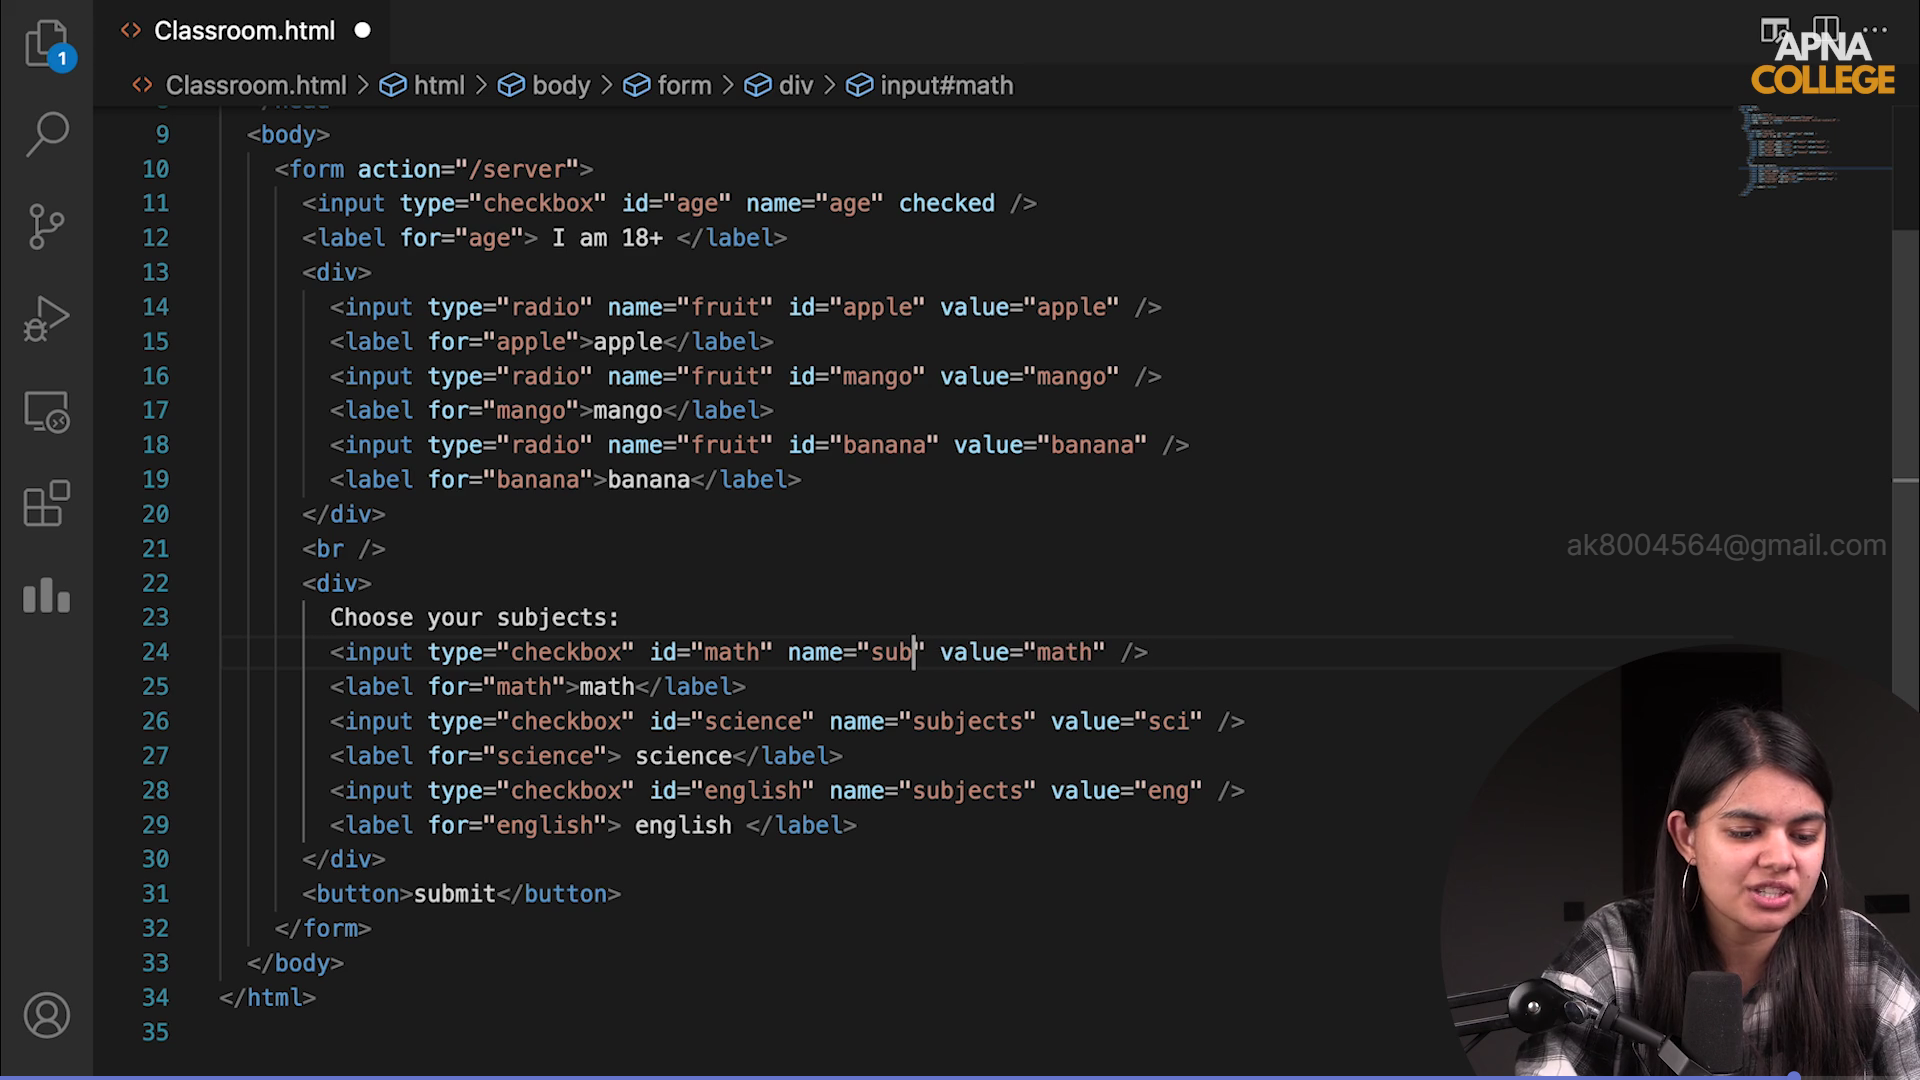 Classroom.html
APNA
COLLEGE
1
Classroom.html > html > body > form > div > input#math
9 <body>
10 <form action="/server">
11 <input type="checkbox" id="age" name="age" checked />
12 <label for="age"> I am 18+ </label>
13 <div>
14 <input type="radio" name="fruit" id="apple" value="apple" />
15 <label for="apple">apple</label>
16 <input type="radio" name="fruit" id="mango" value="mango" />
17 <label for="mango">mango</label>
18 <input type="radio" name="fruit" id="banana" value="banana" />
19 <label for="banana">banana</label>
20 </div>
21 <br />
ak8004564@gmail.com
22 <div>
23 Choose your subjects:
24 <input type="checkbox" id="math" name="sub" value="math" />
25 <label for="math">math</label>
26 <input type="checkbox" id="science" name="subjects" value="sci" />
27 <label for="science"> science</label>
28 <input type="checkbox" id="english" name="subjects" value="eng" />
29 <label for="english"> english </label>
30 </div>
31 <button>submit</button>
32 </form>
33 </body>
34 </html>
35